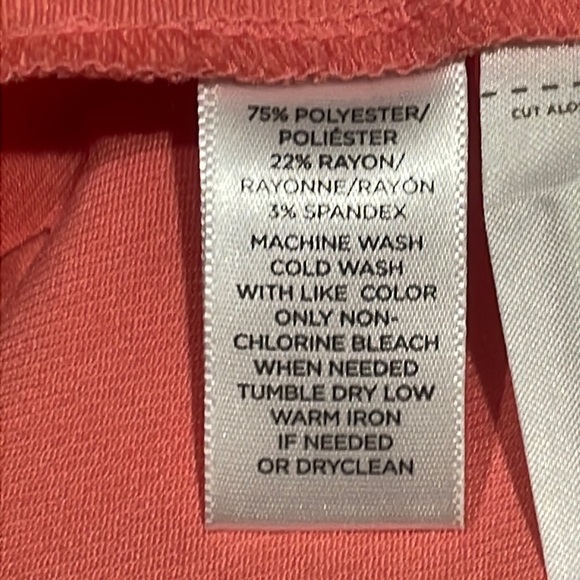 75% POLYESTER/
POLIÉSTER
22% RAYON/
RAYONNE/RAYÓN
3% SPANDEX
MACHINE WASH
COLD WASH
WITH LIKE COLOR
ONLY NON-
CHLORINE BLEACH
WHEN NEEDED
TUMBLE DRY LOW
WARM IRON
IF NEEDED
OR DRYCLEAN
CUT